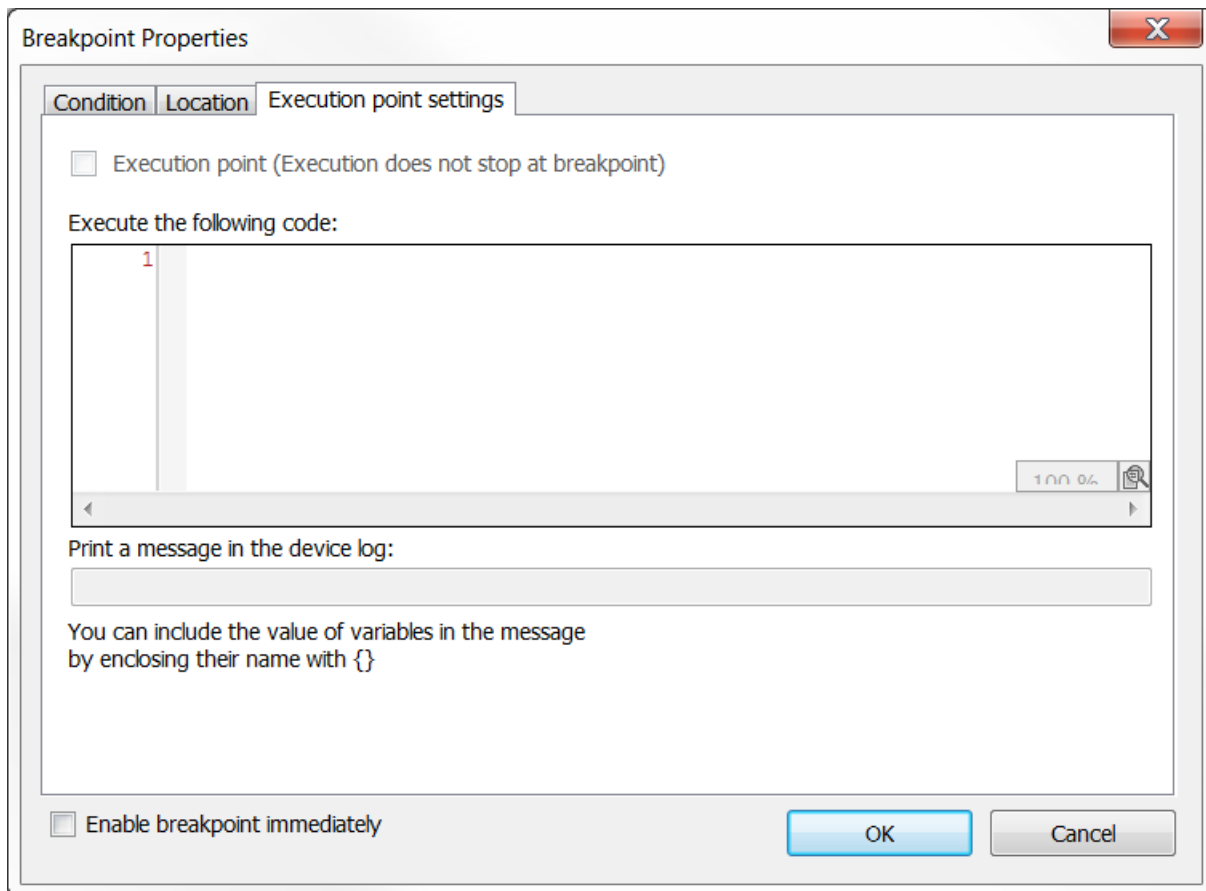 Breakpoint Properties
Condition Location Execution point settings
Execution point (Execution does not stop at breakpoint)
Execute the following code:
1
100 %
Print a message in the device log:
You can include the value of variables in the message
by enclosing their name with {}
Enable breakpoint immediately
OK Cancel